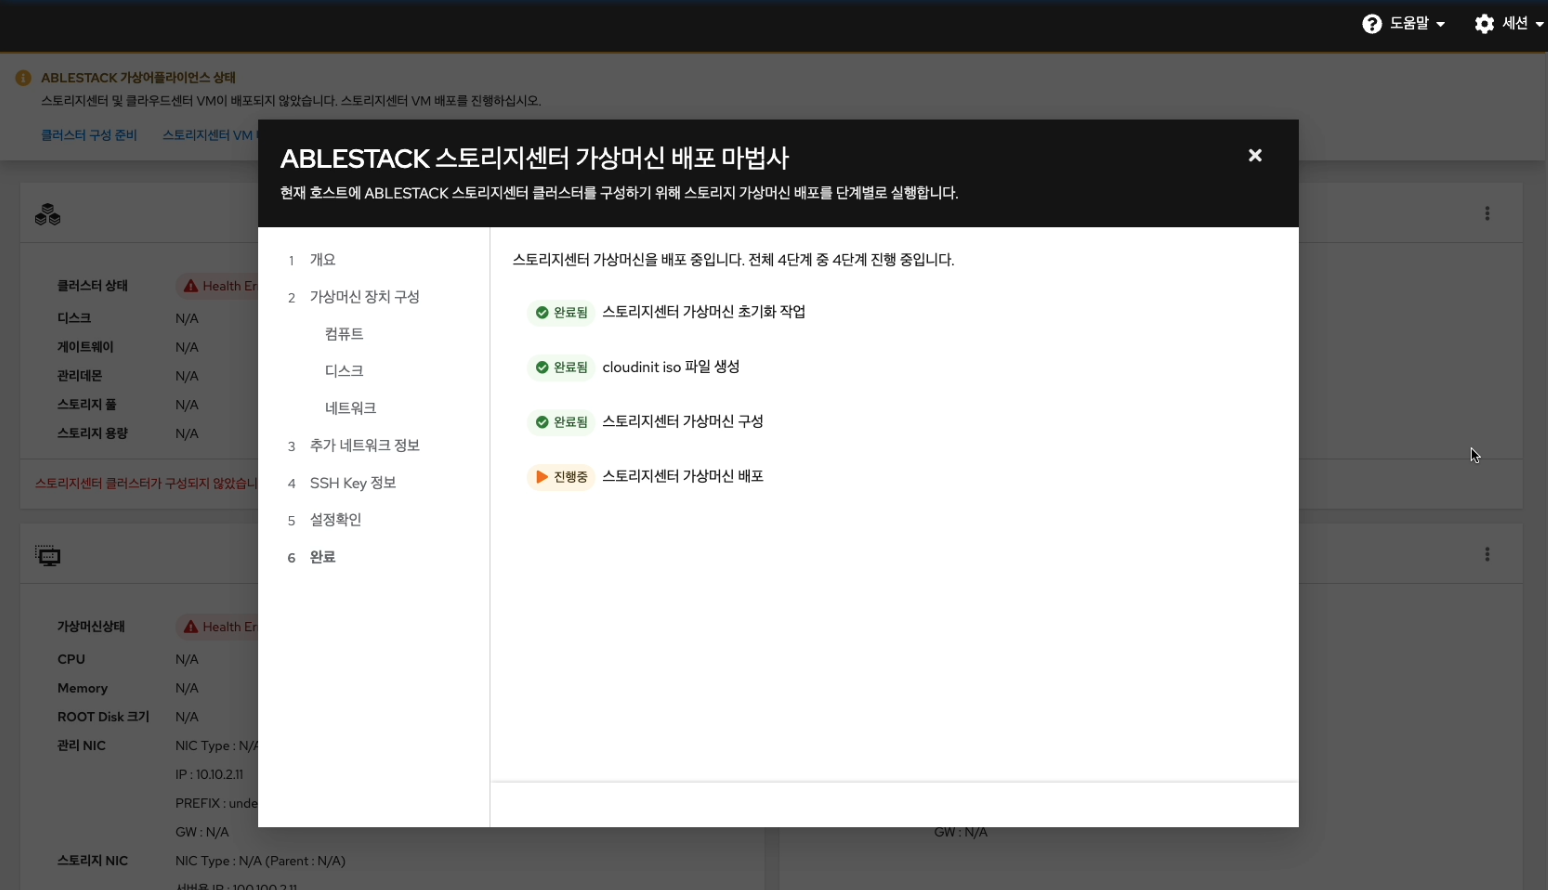 도움말
세션
ABLESTACK 가상어플라이언스 상태
스토리지센터 및 클라우드센터 VM이 배포되지 않았습니다. 스토리지센터 VM 배포를 진행하십시오.
클러스터 구성 준비 스토리지센터 VM
ABLESTACK 스토리지센터 가상머신 배포 마법사
현재 호스트에 ABLESTACK 스토리지센터 클러스터를 구성하기 위해 스토리지 가상머신 배포를 단계별로 실행합니다.
1 개요
2 가상머신 장치 구성
컴퓨트
디스크
네트워크
3 추가 네트워크 정보
4 SSH Key 정보
5 설정확인
6 완료
스토리지센터 가상머신을 배포 중입니다. 전체 4단계 중 4단계 진행 중입니다.
완료됨 스토리지센터 가상머신 초기화 작업
완료됨 cloudinit iso 파일 생성
완료됨 스토리지센터 가상머신 구성
진행중 스토리지센터 가상머신 배포
클러스터 상태 Health Er
디스크 N/A
게이트웨이 N/A
관리데몬 N/A
스토리지 풀 N/A
스토리지 용량 N/A
스토리지센터 클러스터가 구성되지 않았습니
가상머신상태 Health Er
CPU N/A
Memory N/A
ROOT Disk 크기 N/A
관리 NIC NIC Type : N/A
IP : 10.10.2.11
PREFIX : unde
GW : N/A
GW : N/A
스토리지 NIC NIC Type : N/A (Parent : N/A)
서버용 IP : 100.100.2.11